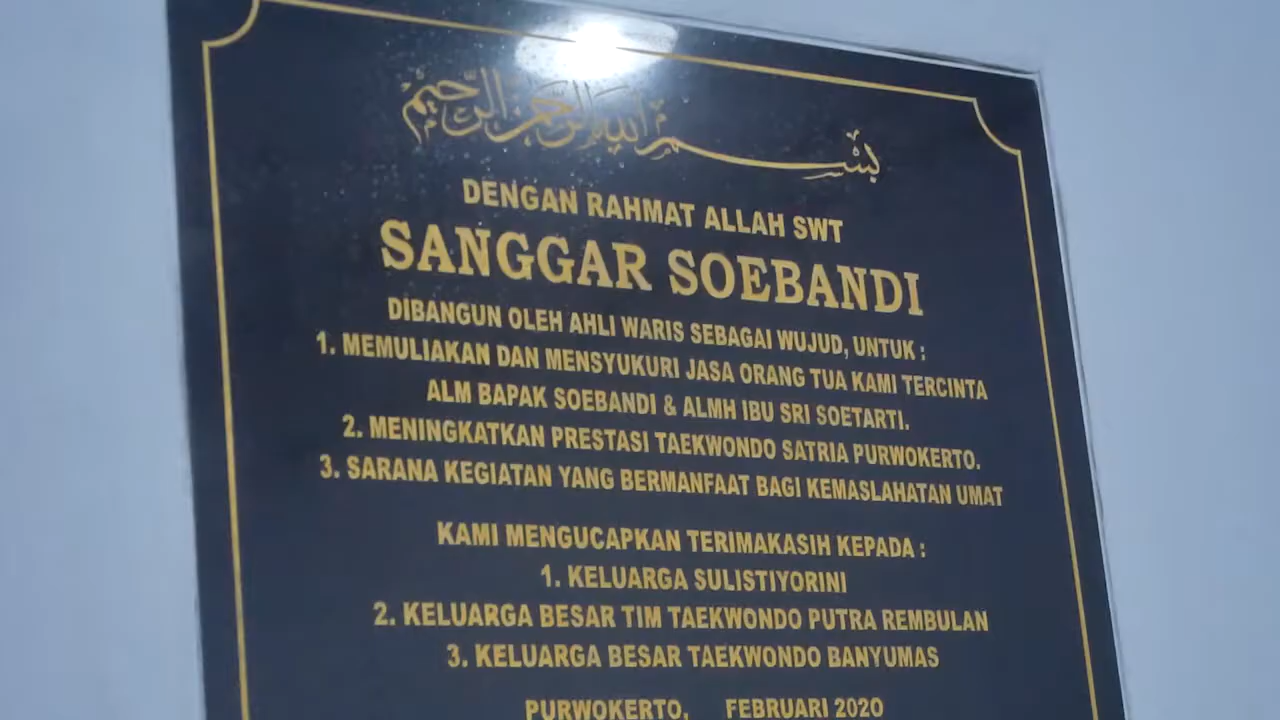 بسم الله الرحمن الرحيم
DENGAN RAHMAT ALLAH SWT
SANGGAR SOEBANDI
DIBANGUN OLEH AHLI WARIS SEBAGAI WUJUD, UNTUK :
1. MEMULIAKAN DAN MENSYUKURI JASA ORANG TUA KAMI TERCINTA
ALM BAPAK SOEBANDI & ALMH IBU SRI SOETARTI.
2. MENINGKATKAN PRESTASI TAEKWONDO SATRIA PURWOKERTO.
3. SARANA KEGIATAN YANG BERMANFAAT BAGI KEMASLAHATAN UMAT
KAMI MENGUCAPKAN TERIMAKASIH KEPADA :
1. KELUARGA SULISTIYORINI
2. KELUARGA BESAR TIM TAEKWONDO PUTRA REMBULAN
3. KELUARGA BESAR TAEKWONDO BANYUMAS
PURWOKERTO, FEBRUARI 2020